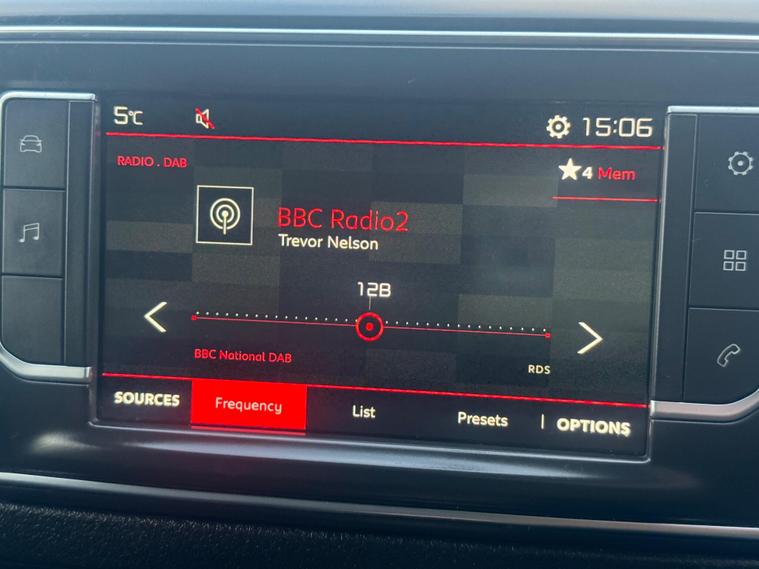 5°C 15:06
RADIO . DAB
4 Mem
BBC Radio2
Trevor Nelson
12B
BBC National DAB
RDS
SOURCES Frequency List Presets | OPTIONS